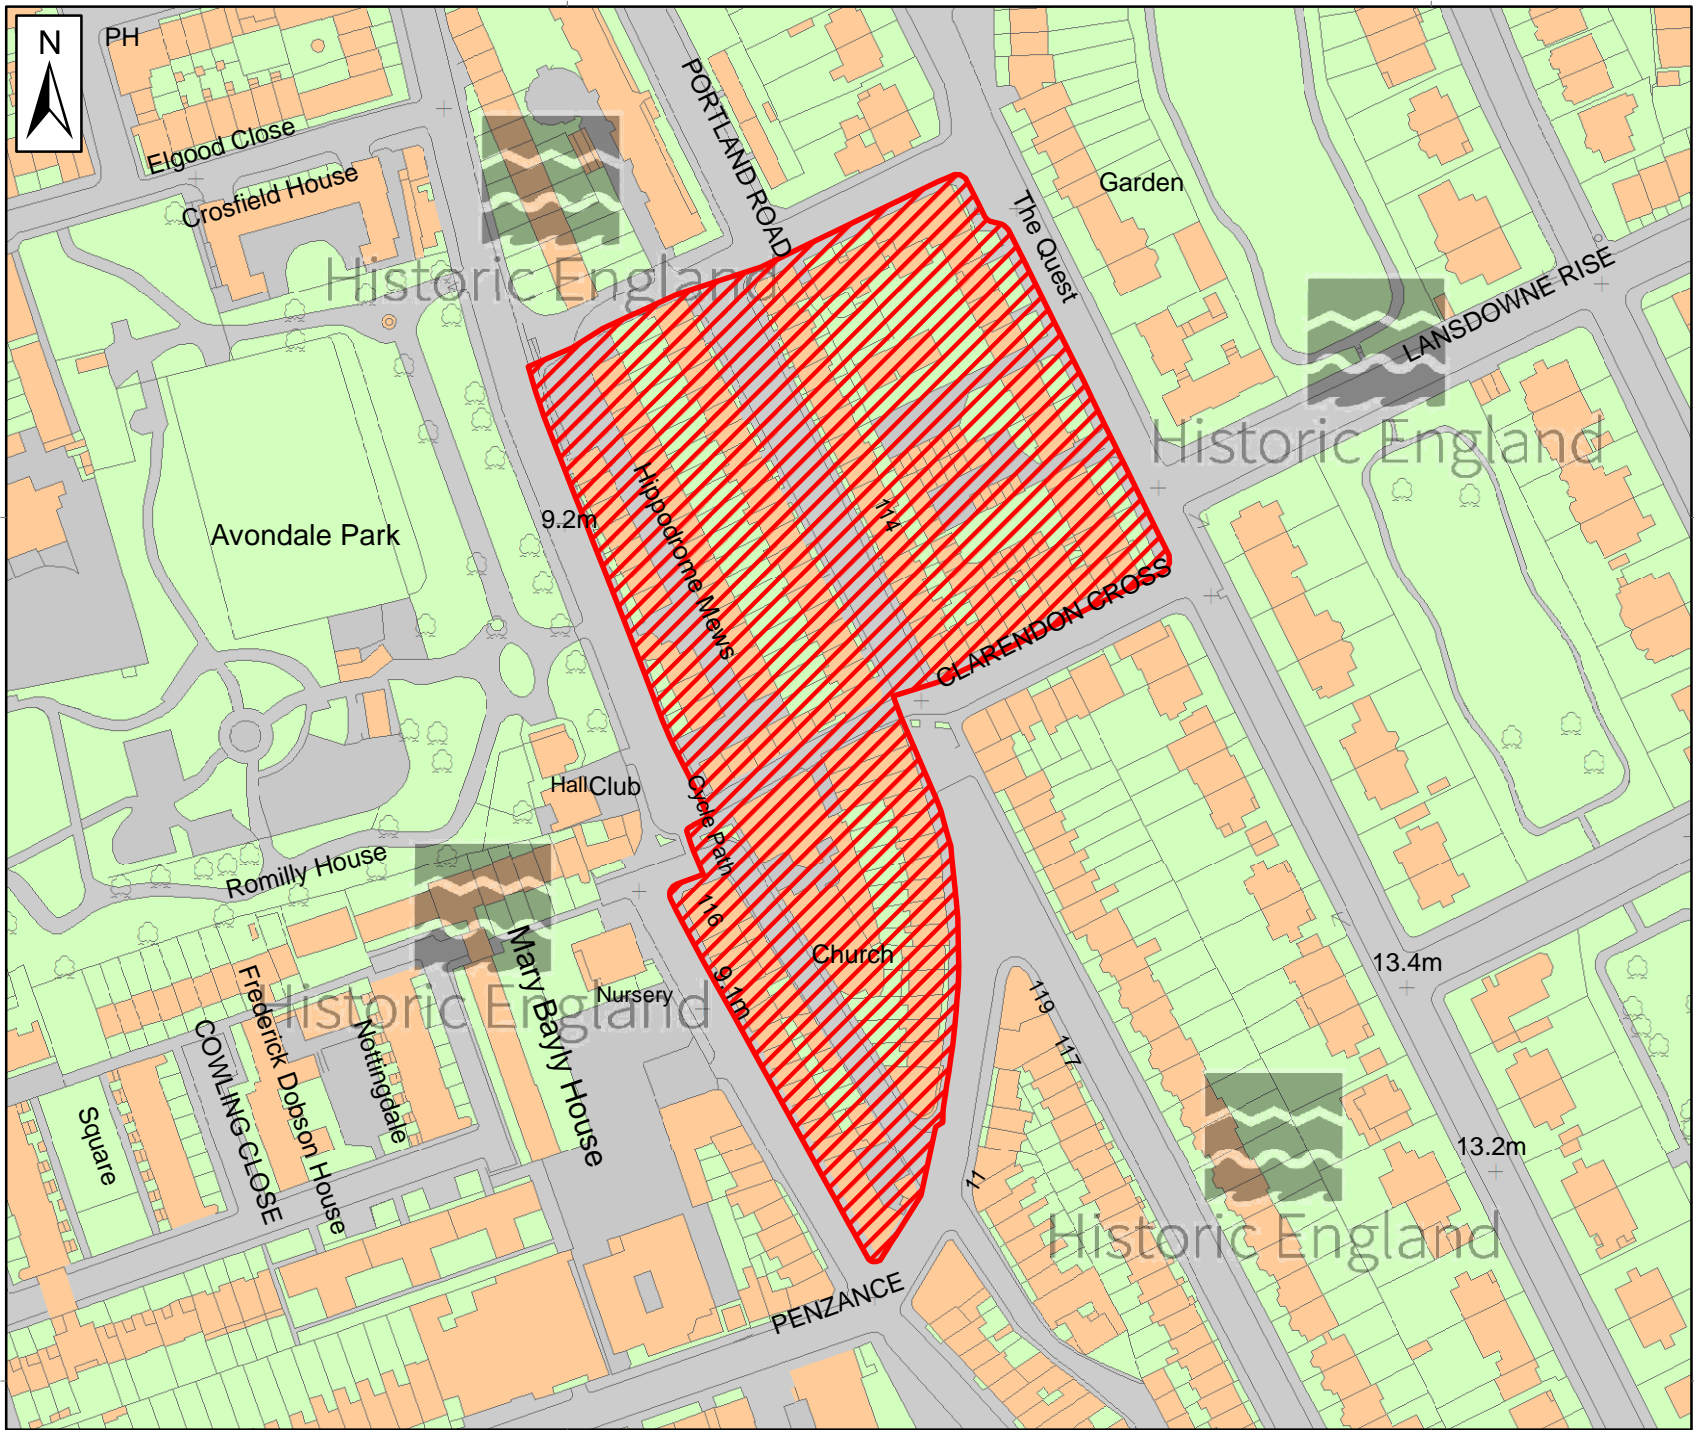 N
PH
Elgood Close
Crosfield House
PORTLAND ROAD
The Quest
Garden
Historic England
LANSDOWNE RISE
Historic England
Avondale Park
9.2m
Hippodrome Mews
114
CLARENDON CROSS
Hall
Club
Cycle Path
Romilly House
116
Church
9.1m
Nursery
Historic England
Mary Bayly House
Frederick Dobson House
COWLING CLOSE
Nottingdale
Square
13.4m
119
117
11
13.2m
Historic England
PENZANCE